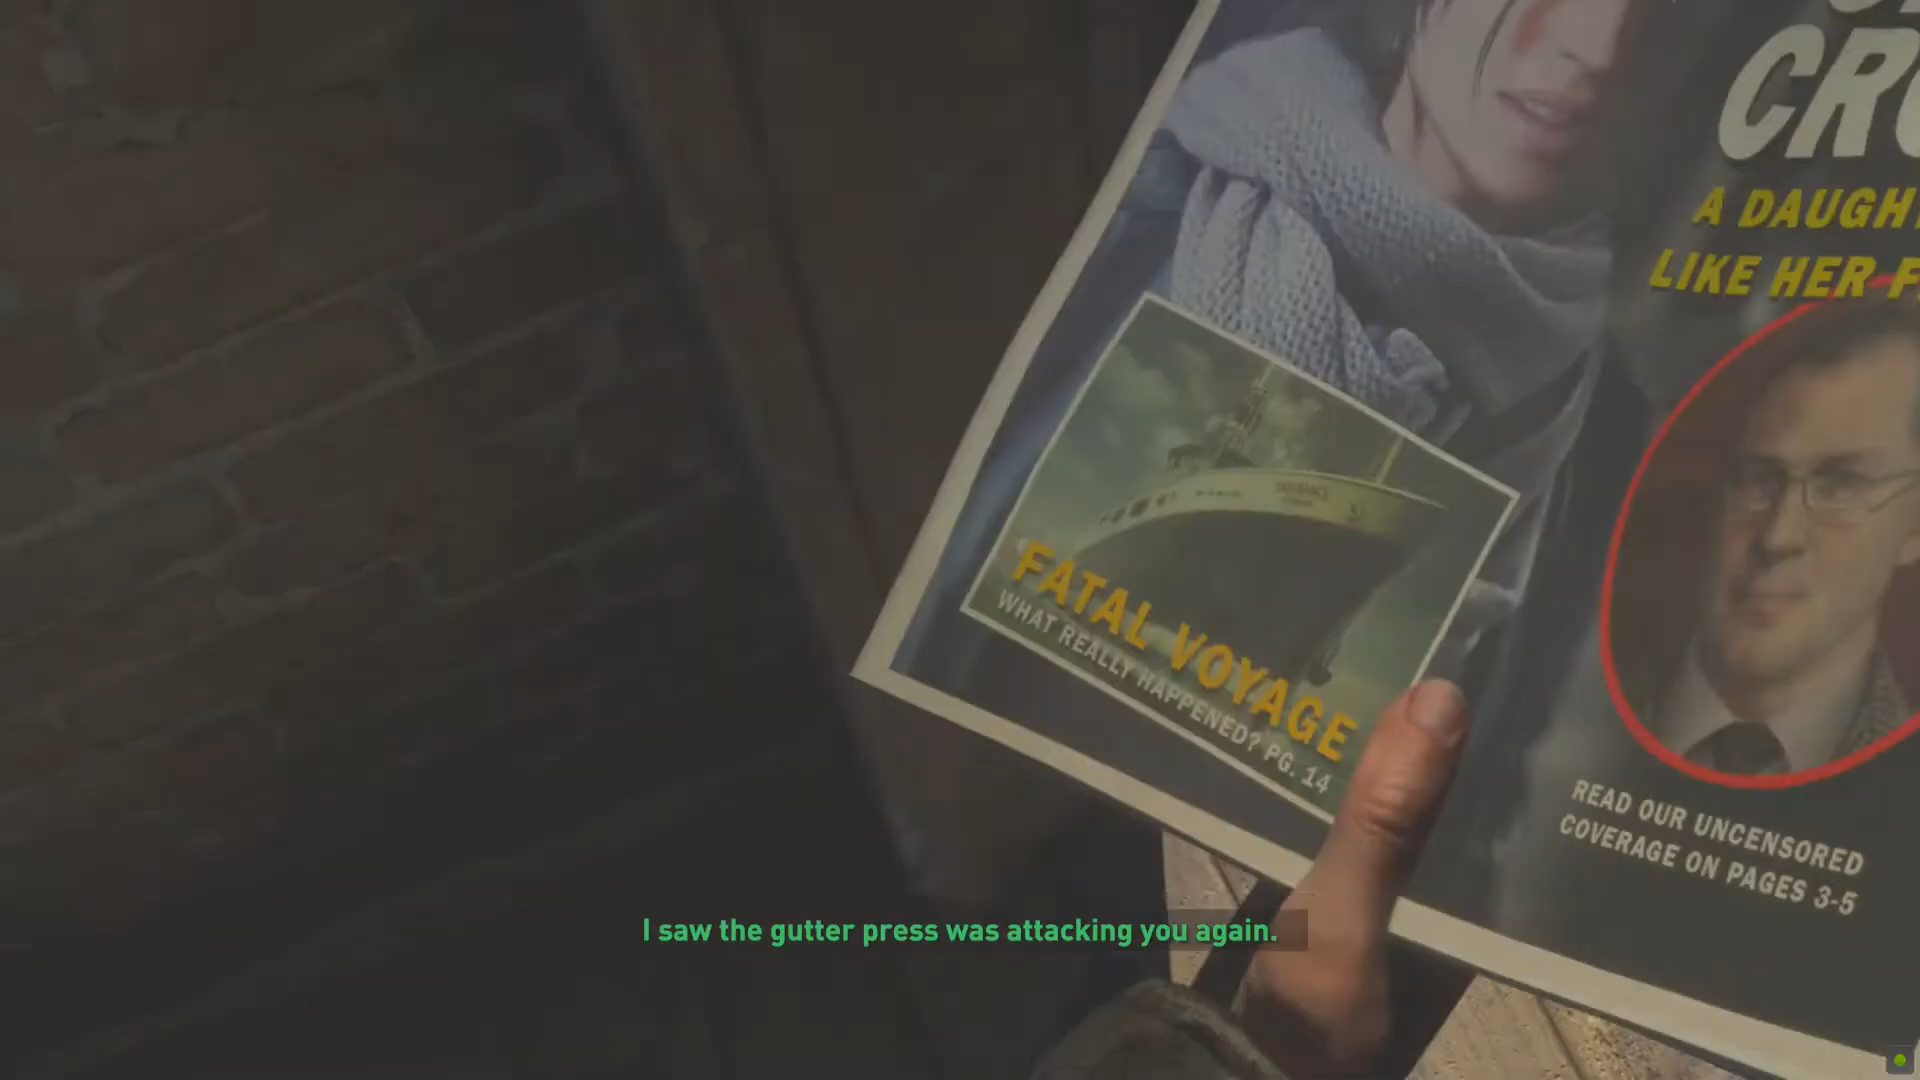 CR
A DAUGH
LIKE HER F
FATAL VOYAGE
WHAT REALLY HAPPENED? PG. 14
READ OUR UNCENSORED
COVERAGE ON PAGES 3-5
I saw the gutter press was attacking you again.